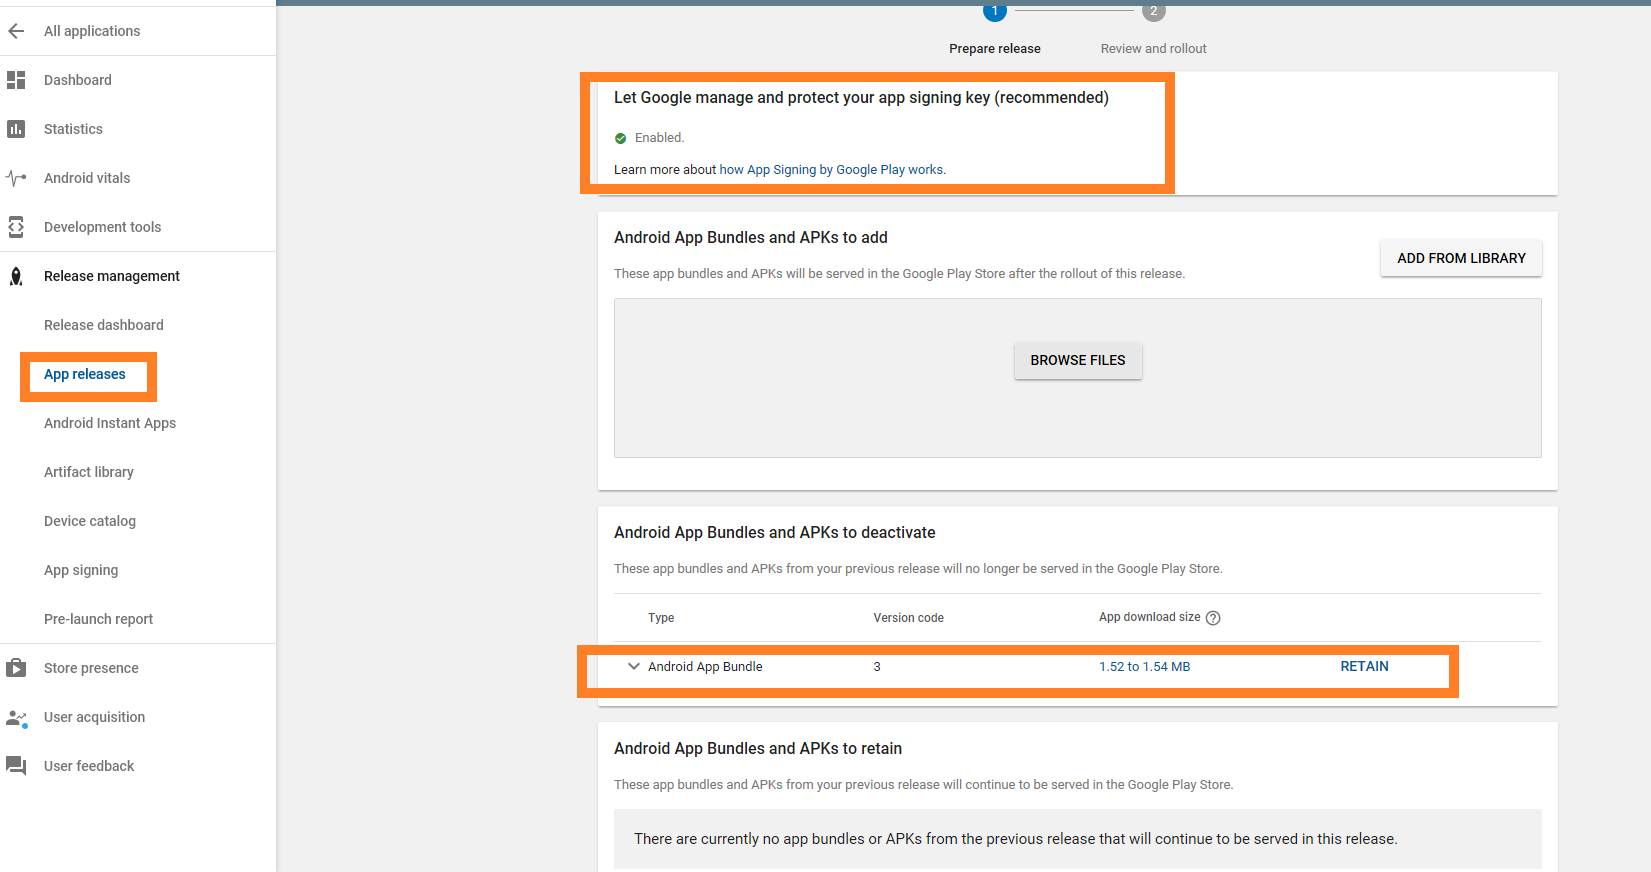 All applications
Dashboard
Statistics
Android vitals
Development tools
Release management
Release dashboard
App releases
Android Instant Apps
Artifact library
Device catalog
App signing
Pre-launch report
Store presence
User acquisition
User feedback
1 2
Prepare release Review and rollout
Let Google manage and protect your app signing key (recommended)
Enabled.
Learn more about how App Signing by Google Play works.
Android App Bundles and APKs to add
These app bundles and APKs will be served in the Google Play Store after the rollout of this release.
ADD FROM LIBRARY
BROWSE FILES
Android App Bundles and APKs to deactivate
These app bundles and APKs from your previous release will no longer be served in the Google Play Store.
Type Version code App download size ?
Android App Bundle 3 1.52 to 1.54 MB RETAIN
Android App Bundles and APKs to retain
These app bundles and APKs from your previous release will continue to be served in the Google Play Store.
There are currently no app bundles or APKs from the previous release that will continue to be served in this release.